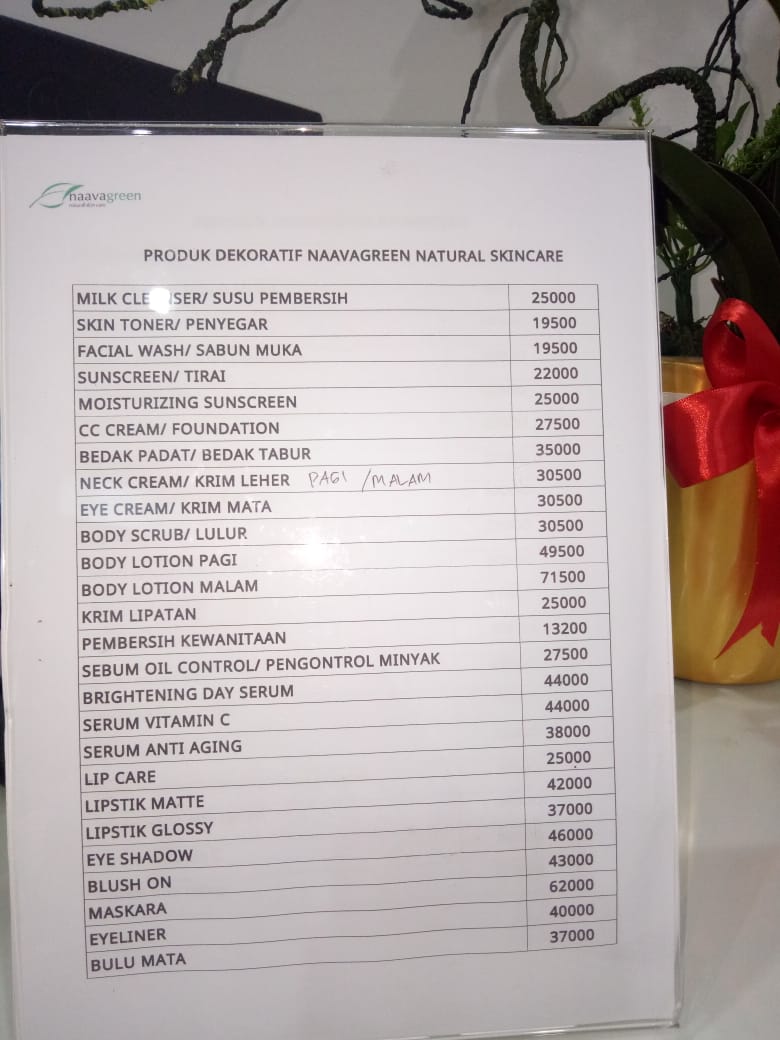 naavagreen
natural skin care
PRODUK DEKORATIF NAAVAGREEN NATURAL SKINCARE
MILK CLEANSER/ SUSU PEMBERSIH 25000
SKIN TONER/ PENYEGAR 19500
FACIAL WASH/ SABUN MUKA 19500
SUNSCREEN/ TIRAI 22000
MOISTURIZING SUNSCREEN 25000
CC CREAM/ FOUNDATION 27500
BEDAK PADAT/ BEDAK TABUR 35000
NECK CREAM/ KRIM LEHER PAGI /MALAM 30500
EYE CREAM/ KRIM MATA 30500
BODY SCRUB/ LULUR 30500
BODY LOTION PAGI 49500
BODY LOTION MALAM 71500
KRIM LIPATAN 25000
PEMBERSIH KEWANITAAN 13200
SEBUM OIL CONTROL/ PENGONTROL MINYAK 27500
BRIGHTENING DAY SERUM 44000
SERUM VITAMIN C 44000
SERUM ANTI AGING 38000
LIP CARE 25000
LIPSTIK MATTE 42000
LIPSTIK GLOSSY 37000
EYE SHADOW 46000
BLUSH ON 43000
MASKARA 62000
EYELINER 40000
BULU MATA 37000